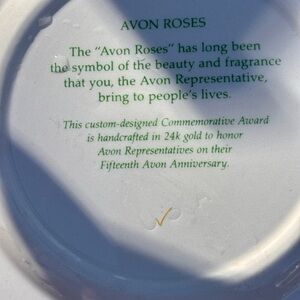 AVON ROSES
The "Avon Roses" has long been
the symbol of the beauty and fragrance
that you, the Avon Representative,
bring to people's lives.
This custom-designed Commemorative Award
is handcrafted in 24k gold to honor
Avon Representatives on their
Fifteenth Avon Anniversary.